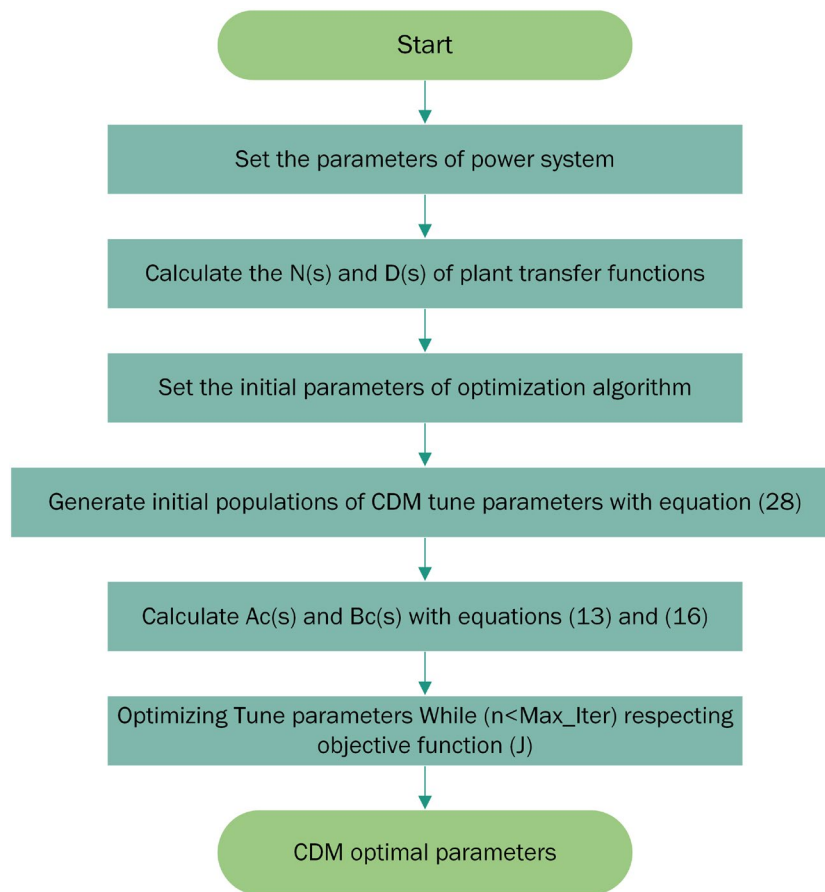 Start
Set the parameters of power system
Calculate the N(s) and D(s) of plant transfer functions
Set the initial parameters of optimization algorithm
Generate initial populations of CDM tune parameters with equation (28)
Calculate Ac(s) and Bc(s) with equations (13) and (16)
Optimizing Tune parameters While (n<Max_Iter) respecting
objective function (J)
CDM optimal parameters